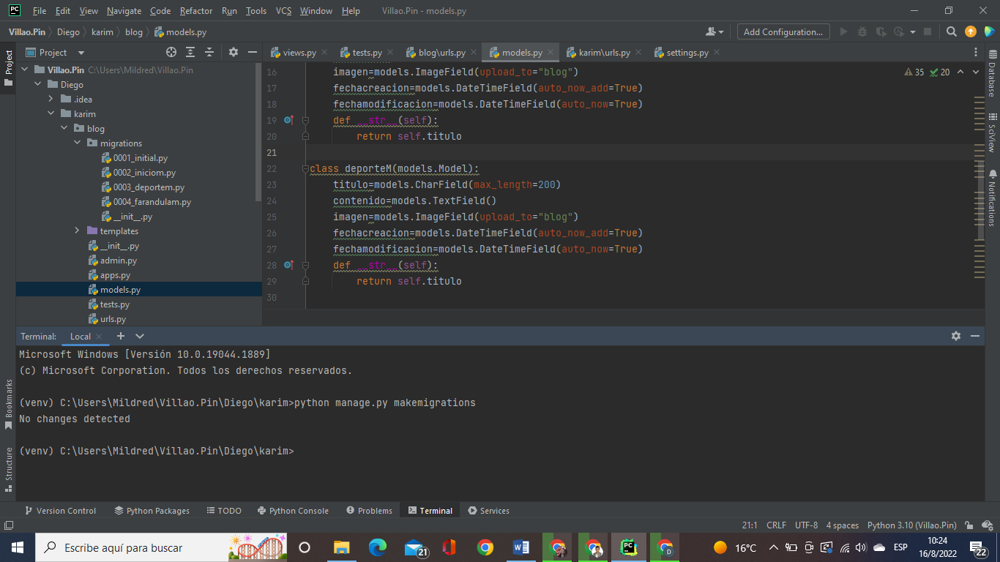 File Edit View Navigate Code Refactor Run Tools VCS Window Help Villao.Pin - models.py
Villao.Pin Diego karim blog models.py Add Configuration...
Project
Project
views.py tests.py blog\urls.py models.py karim\urls.py settings.py
Villao.Pin C:\Users\Mildred\Villao.Pin
Diego
.idea
karim
blog
migrations
0001_initial.py
0002_iniciom.py
0003_deportem.py
0004_farandulam.py
__init__.py
templates
__init__.py
admin.py
apps.py
models.py
tests.py
urls.py
35 20
16 imagen=models.ImageField(upload_to="blog")
17 fechacreacion=models.DateTimeField(auto_now_add=True)
18 fechamodificacion=models.DateTimeField(auto_now=True)
19 def __str__(self):
20 return self.titulo
21
22 class deporteM(models.Model):
23 titulo=models.CharField(max_length=200)
24 contenido=models.TextField()
25 imagen=models.ImageField(upload_to="blog")
26 fechacreacion=models.DateTimeField(auto_now_add=True)
27 fechamodificacion=models.DateTimeField(auto_now=True)
28 def __str__(self):
29 return self.titulo
30
Database
SciView
Notifications
Terminal: Local
Microsoft Windows [Versión 10.0.19044.1889]
(c) Microsoft Corporation. Todos los derechos reservados.
(venv) C:\Users\Mildred\Villao.Pin\Diego\karim>python manage.py makemigrations
No changes detected
(venv) C:\Users\Mildred\Villao.Pin\Diego\karim>
Bookmarks
Structure
Version Control Python Packages TODO Python Console Problems Terminal Services
21:1 CRLF UTF-8 4 spaces Python 3.10 (Villao.Pin)
Escribe aquí para buscar
21
16°C
ESP
10:24
16/8/2022
22